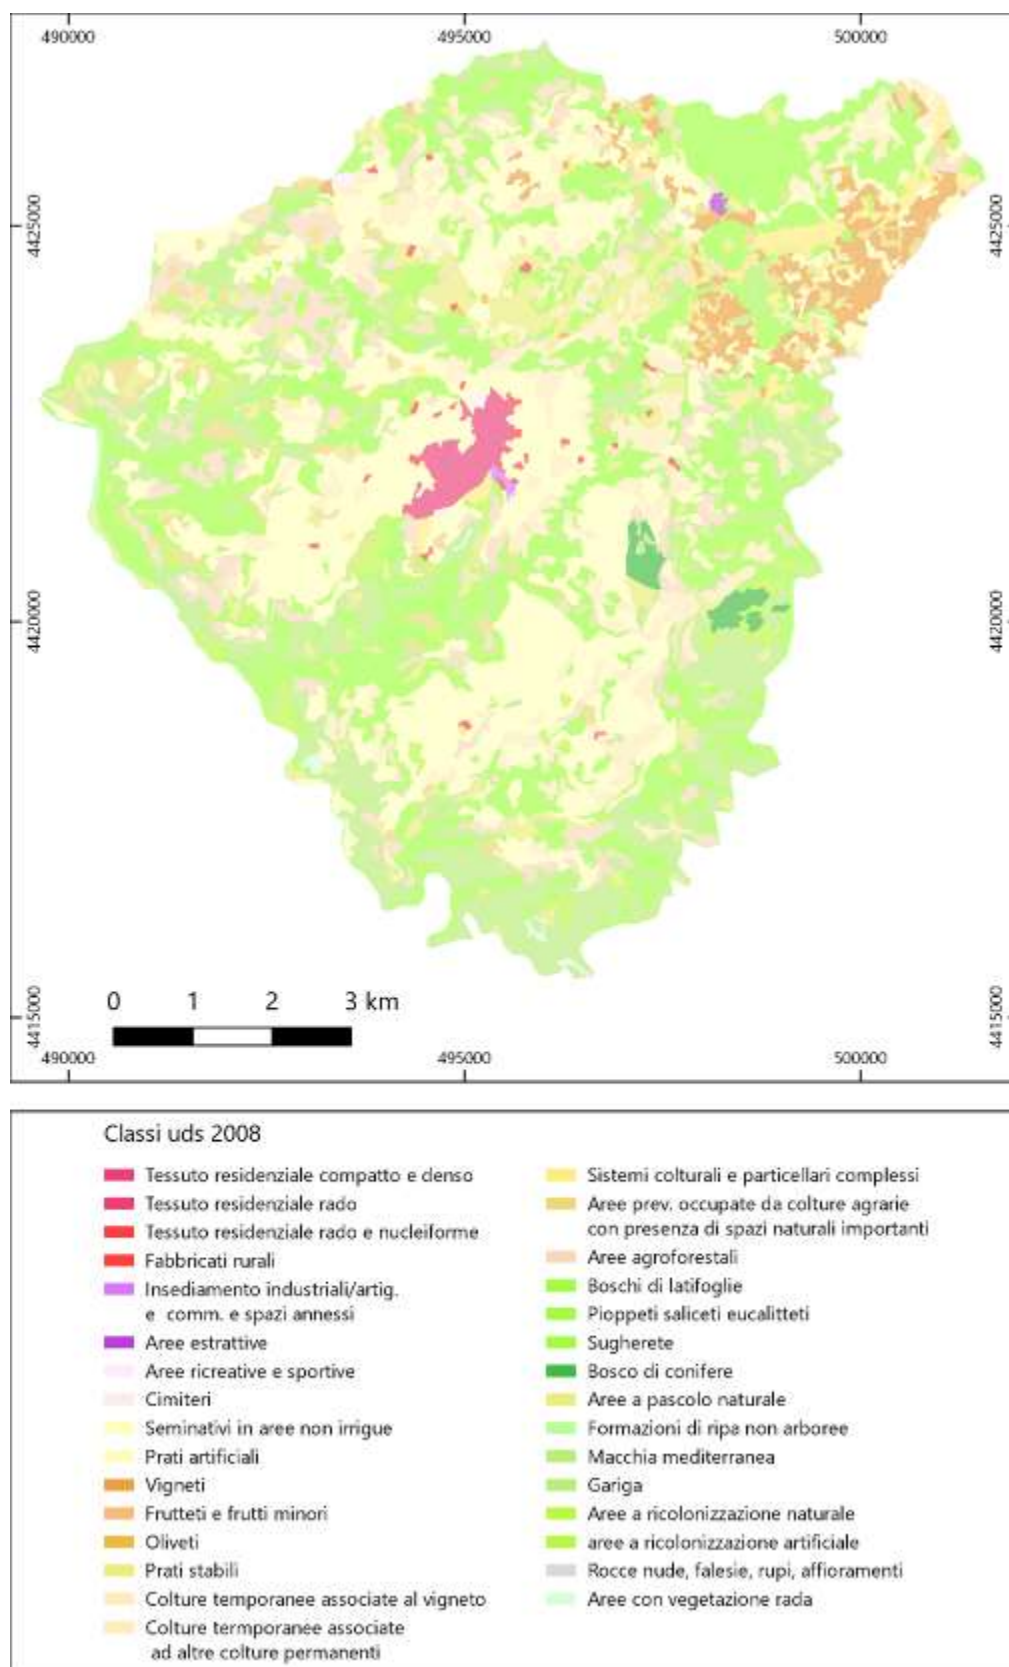 490000 495000 500000
4425000 4425000
4420000 4420000
4415000 4415000
0 1 2 3 km
490000 495000 500000
Classi uds 2008
Tessuto residenziale compatto e denso
Tessuto residenziale rado
Tessuto residenziale rado e nucleiforme
Fabbricati rurali
Insediamento industriali/artig.
e comm. e spazi annessi
Aree estrattive
Aree ricreative e sportive
Cimiteri
Seminativi in aree non irrigue
Prati artificiali
Vigneti
Frutteti e frutti minori
Oliveti
Prati stabili
Colture temporanee associate al vigneto
Colture termporanee associate
ad altre colture permanenti
Sistemi colturali e particellari complessi
Aree prev. occupate da colture agrarie
con presenza di spazi naturali importanti
Aree agroforestali
Boschi di latifoglie
Pioppeti saliceti eucalitteti
Sugherete
Bosco di conifere
Aree a pascolo naturale
Formazioni di ripa non arboree
Macchia mediterranea
Gariga
Aree a ricolonizzazione naturale
aree a ricolonizzazione artificiale
Rocce nude, falesie, rupi, affioramenti
Aree con vegetazione rada